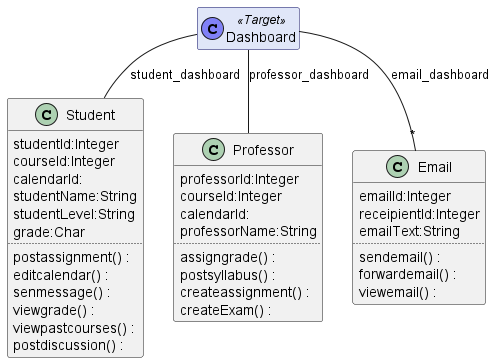 «Target»
C Dashboard
student_dashboard
professor_dashboard
email_dashboard
*
C Student
studentId:Integer
courseId:Integer
calendarId:
studentName:String
studentLevel:String
grade:Char
postassignment() :
editcalendar() :
senmessage() :
viewgrade() :
viewpastcourses() :
postdiscussion() :
C Professor
professorId:Integer
courseId:Integer
calendarId:
professorName:String
assigngrade() :
postsyllabus() :
createassignment() :
createExam() :
C Email
emailId:Integer
receipientId:Integer
emailText:String
sendemail() :
forwardemail() :
viewemail() :